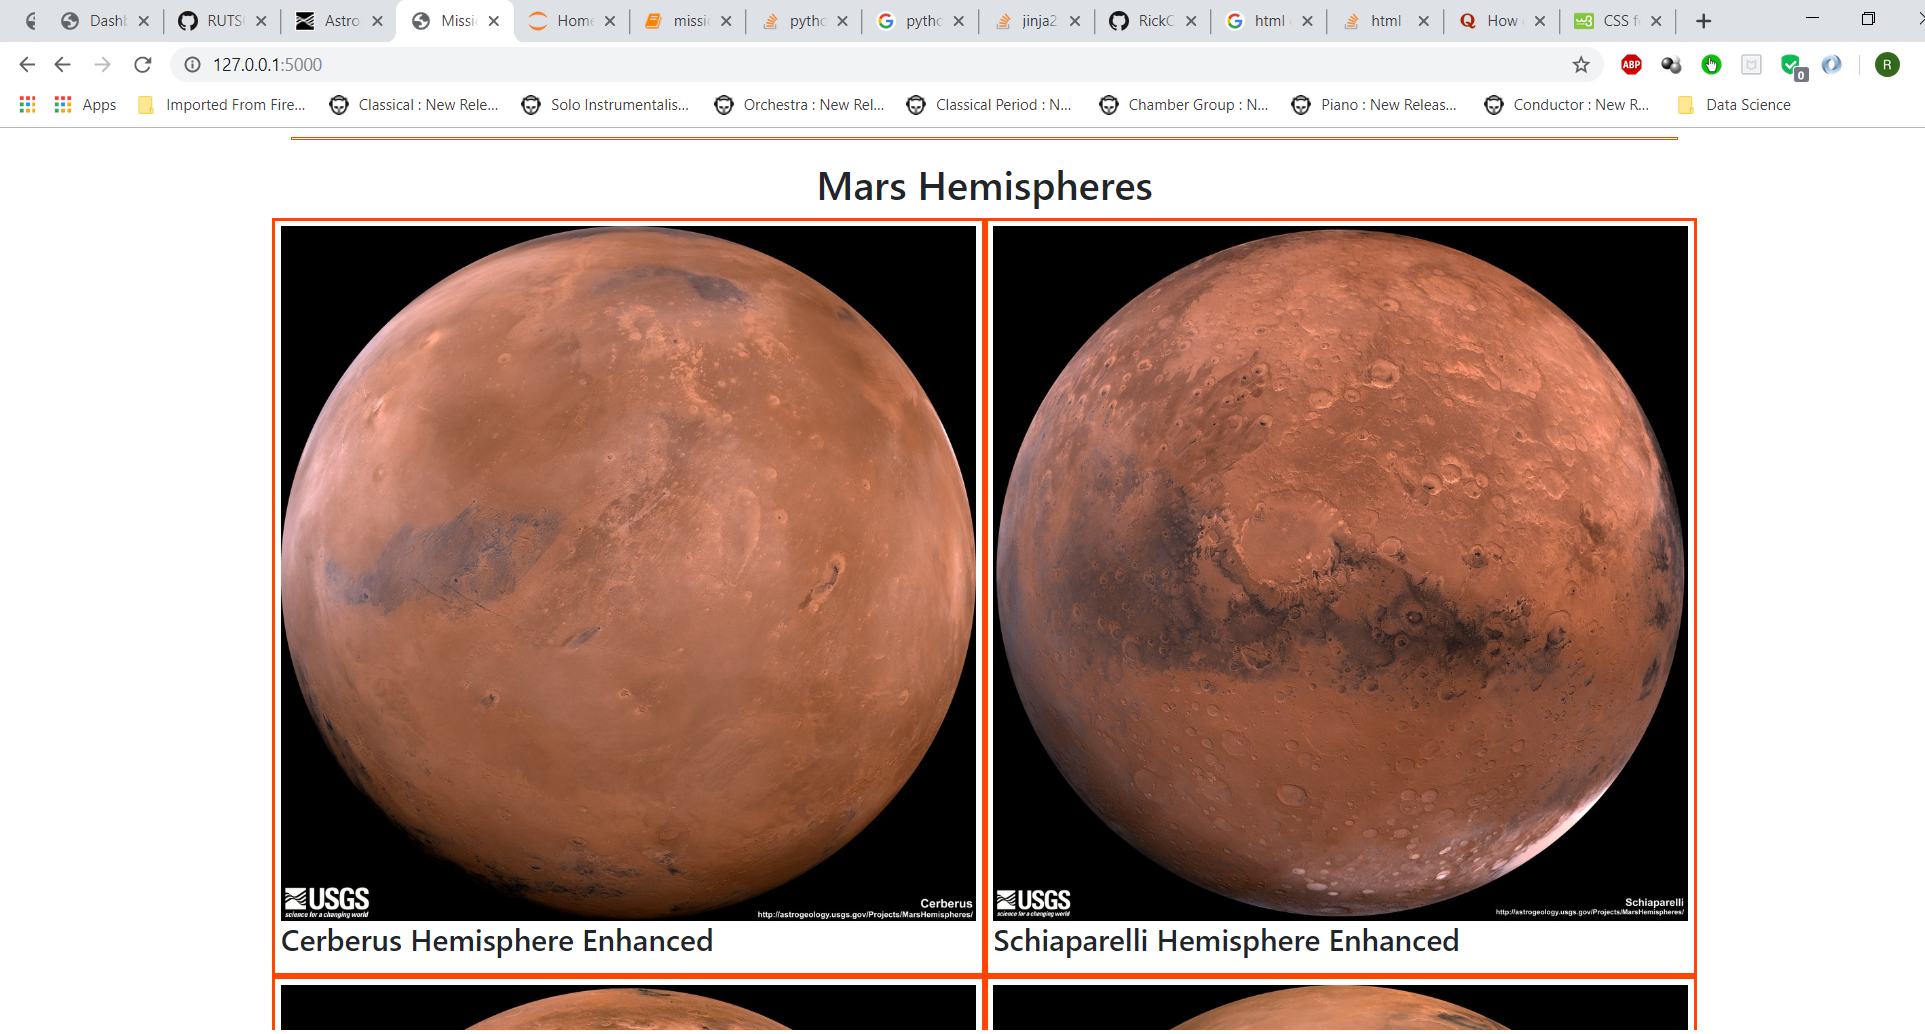 Dashb RUTS Astro Missi Home missi pytho pytho jinja2 RickC html html How CSS f
127.0.0.1:5000
ABP 0 R
Apps Imported From Fire... Classical : New Rele... Solo Instrumentalis... Orchestra : New Rel... Classical Period : N... Chamber Group : N... Piano : New Releas... Conductor : New R... Data Science
Mars Hemispheres
USGS
science for a changing world
Cerberus
http://astrogeology.usgs.gov/Projects/MarsHemispheres/
USGS
science for a changing world
Schiaparelli
http://astrogeology.usgs.gov/Projects/MarsHemispheres/
Cerberus Hemisphere Enhanced
Schiaparelli Hemisphere Enhanced